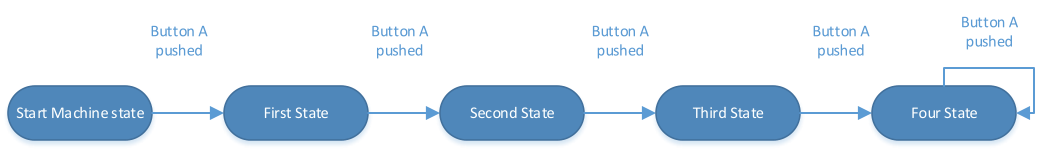 Button A
pushed
Button A
pushed
Button A
pushed
Button A
pushed
Button A
pushed
Start Machine state
First State
Second State
Third State
Four State